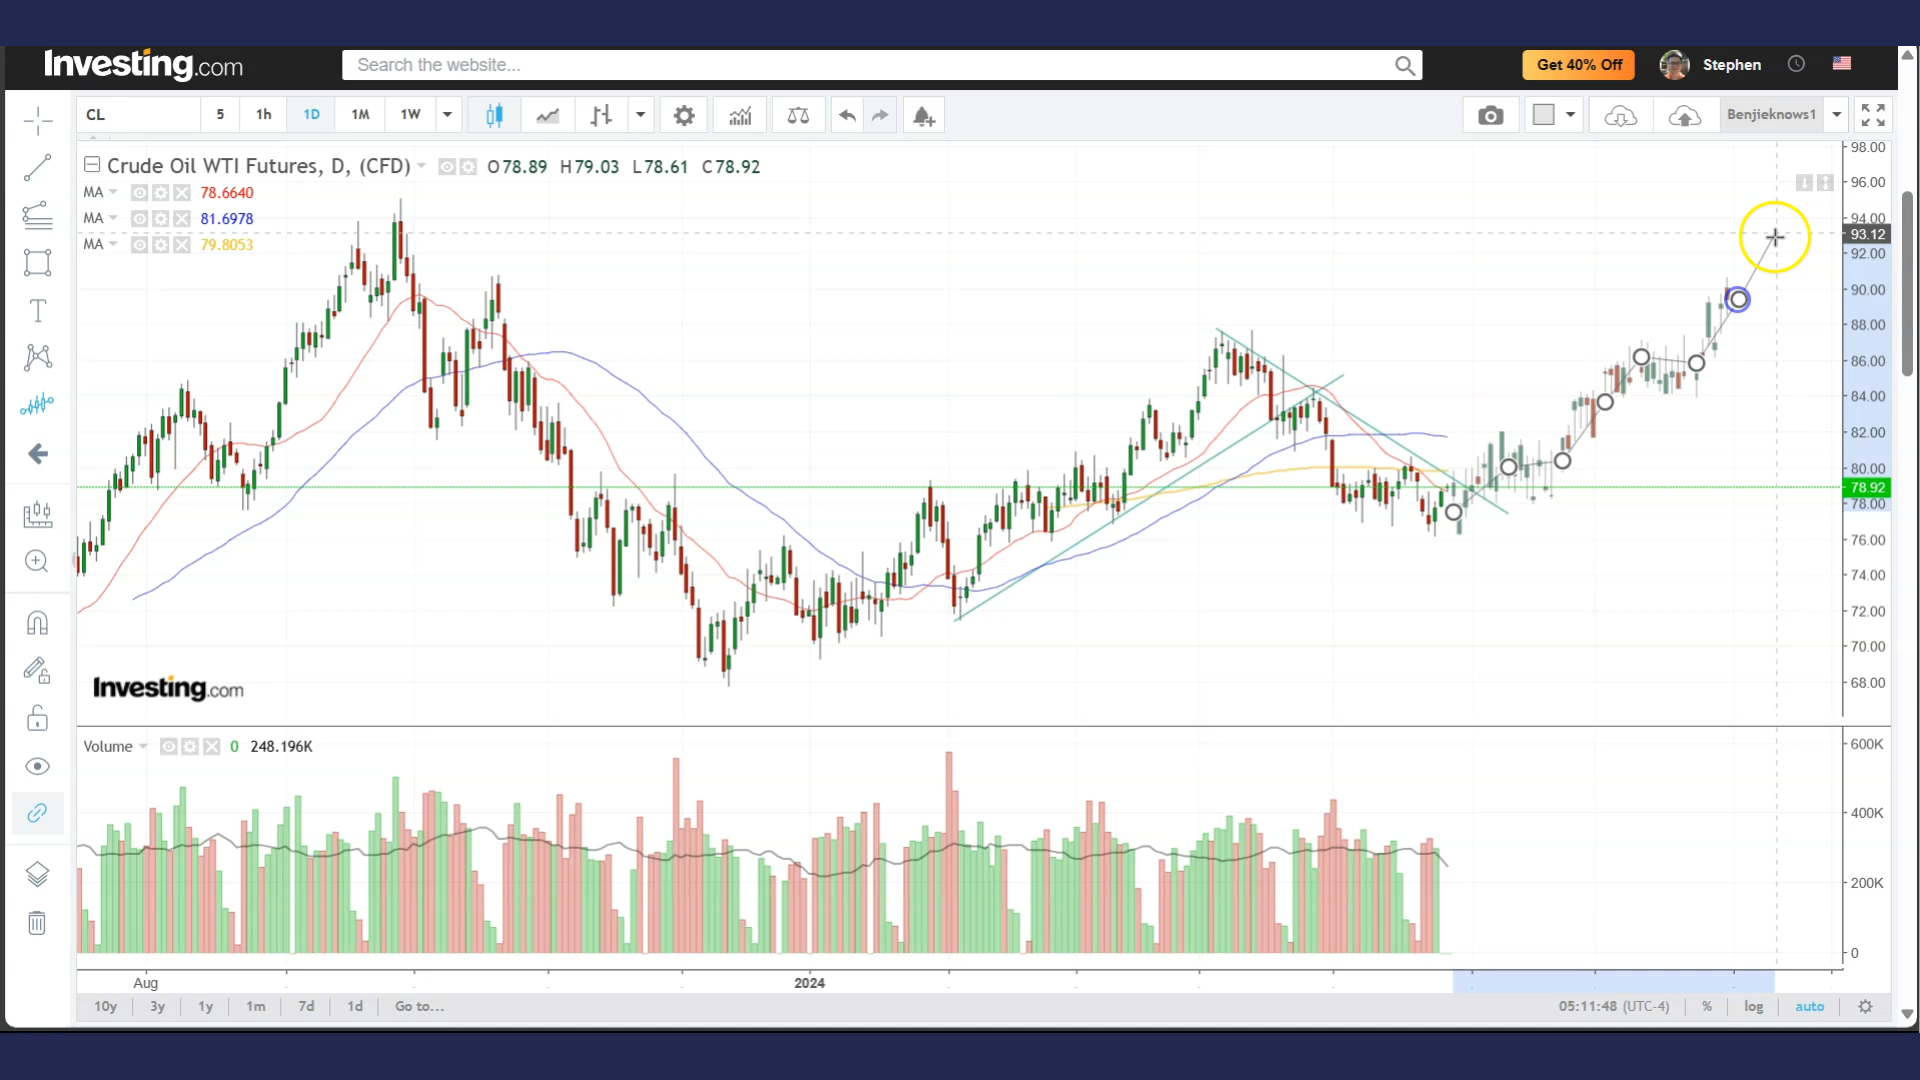 Investing.com
Search the website...
Get 40% Off
Stephen
CL
5
1h
1D
1M
1W
Benjieknows1
Crude Oil WTI Futures, D, (CFD)
O78.89 H79.03 L78.61 C78.92
MA 78.6640
MA 81.6978
MA 79.8053
98.00
96.00
94.00
93.12
92.00
90.00
88.00
86.00
84.00
82.00
80.00
78.92
78.00
76.00
74.00
72.00
70.00
68.00
Investing.com
Volume 0 248.196K
600K
400K
200K
0
Aug
2024
10y
3y
1y
1m
7d
1d
Go to...
05:11:48 (UTC-4)
%
log
auto